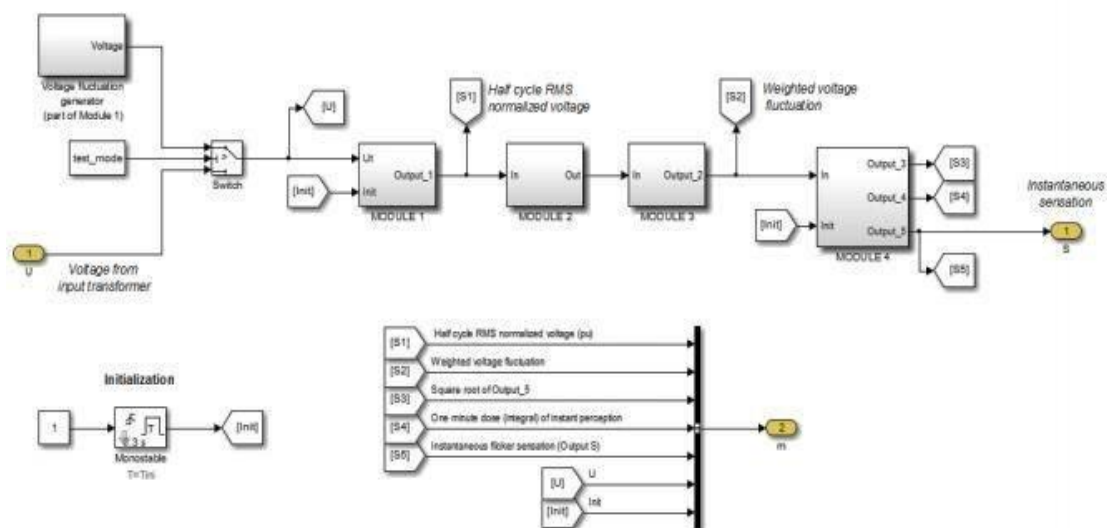 Voltage
Voltage fluctuation
generator
(part of Module 1)
test_mode
Switch
[U]
[Init]
Ut
Init
Output_1
MODULE 1
[S1]
Half cycle RMS
normalized voltage
In
Out
MODULE 2
In
Output_2
MODULE 3
[S2]
Weighted voltage
fluctuation
[Init]
In
Init
Output_3
Output_4
Output_5
MODULE 4
[S3]
[S4]
[S5]
Instantaneous
sensation
1
S
1
U
Voltage from
input transformer
Initialization
1
3 s
Monostable
T=Tini
[Init]
[S1]
Half cycle RMS normalized voltage (pu)
[S2]
Weighted voltage fluctuation
[S3]
Square root of Output_5
[S4]
One minute dose (integral) of instant perception
[S5]
Instantaneous flicker sensation (Output S)
[U]
U
[Init]
Init
2
m